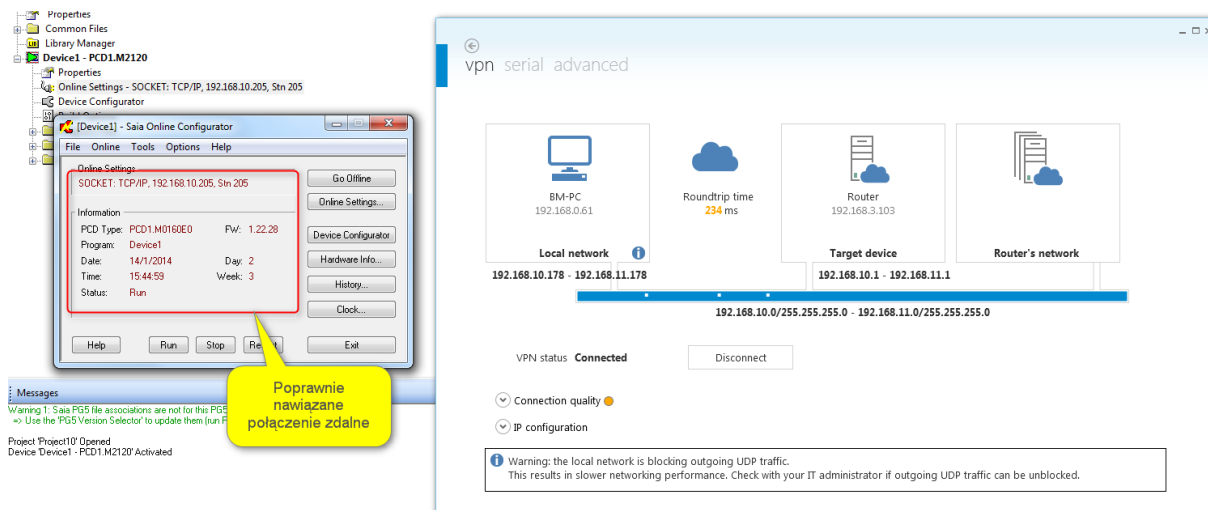 Properties
Common Files
Library Manager
Device1 - PCD1.M2120
Properties
Online Settings - SOCKET: TCP/IP, 192.168.10.205, Stn 205
Device Configurator
[Device1] - Saia Online Configurator
File Online Tools Options Help
Online Settings
SOCKET: TCP/IP, 192.168.10.205, Stn 205
Go Offline
Online Settings...
Information
PCD Type: PCD1.M0160E0 FW: 1.22.28
Device Configurator
Program: Device1
Date: 14/1/2014 Day: 2
Hardware Info...
Time: 15:44:59 Week: 3
Status: Run
History...
Clock...
Help Run Stop Exit
Poprawnie
nawiązane
połączenie zdalne
Messages
Warning 1: Saia PG5 file associations are not for this PG5
=> Use the 'PG5 Version Selector' to update them (run
Project 'Project10' Opened
Device 'Device1 - PCD1.M2120' Activated
vpn serial advanced
BM-PC
192.168.0.61
Local network
Roundtrip time
234 ms
Router
192.168.3.103
Target device
Router's network
192.168.10.178 - 192.168.11.178
192.168.10.1 - 192.168.11.1
192.168.10.0/255.255.255.0 - 192.168.11.0/255.255.255.0
VPN status Connected
Disconnect
Connection quality
IP configuration
Warning: the local network is blocking outgoing UDP traffic.
This results in slower networking performance. Check with your IT administrator if outgoing UDP traffic can be unblocked.